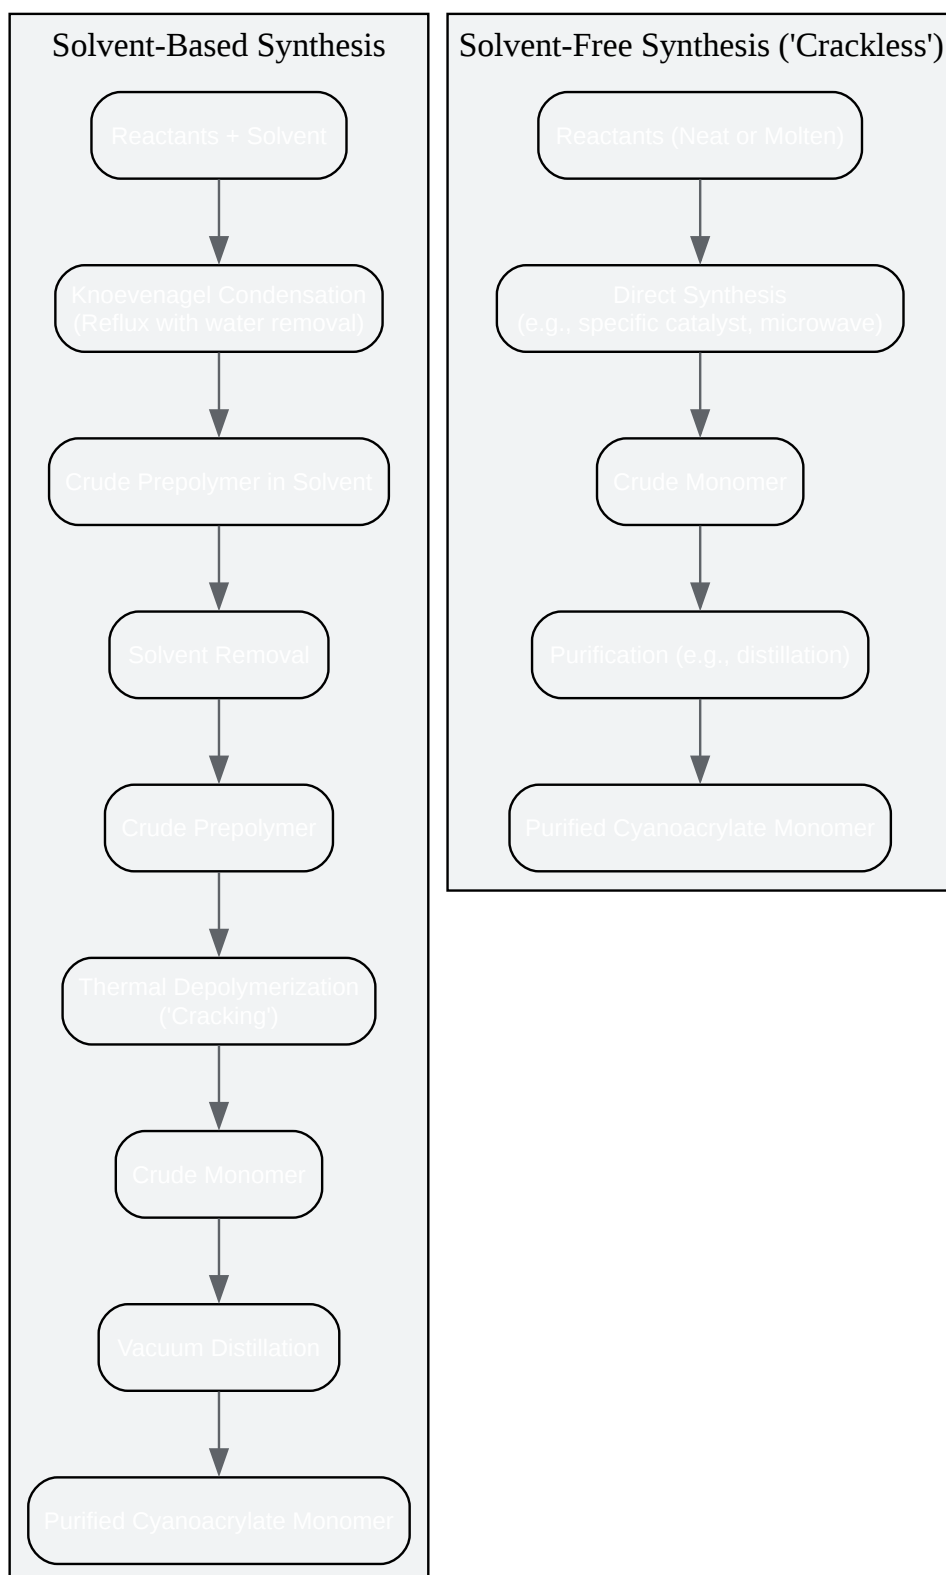 Solvent-Based Synthesis
Reactants + Solvent
Knoevenagel Condensation
(Reflux with water removal)
Crude Prepolymer in Solvent
Solvent Removal
Crude Prepolymer
Thermal Depolymerization
('Cracking')
Crude Monomer
Vacuum Distillation
Purified Cyanoacrylate Monomer
Solvent-Free Synthesis ('Crackless')
Reactants (Neat or Molten)
Direct Synthesis
(e.g., specific catalyst, microwave)
Crude Monomer
Purification (e.g., distillation)
Purified Cyanoacrylate Monomer